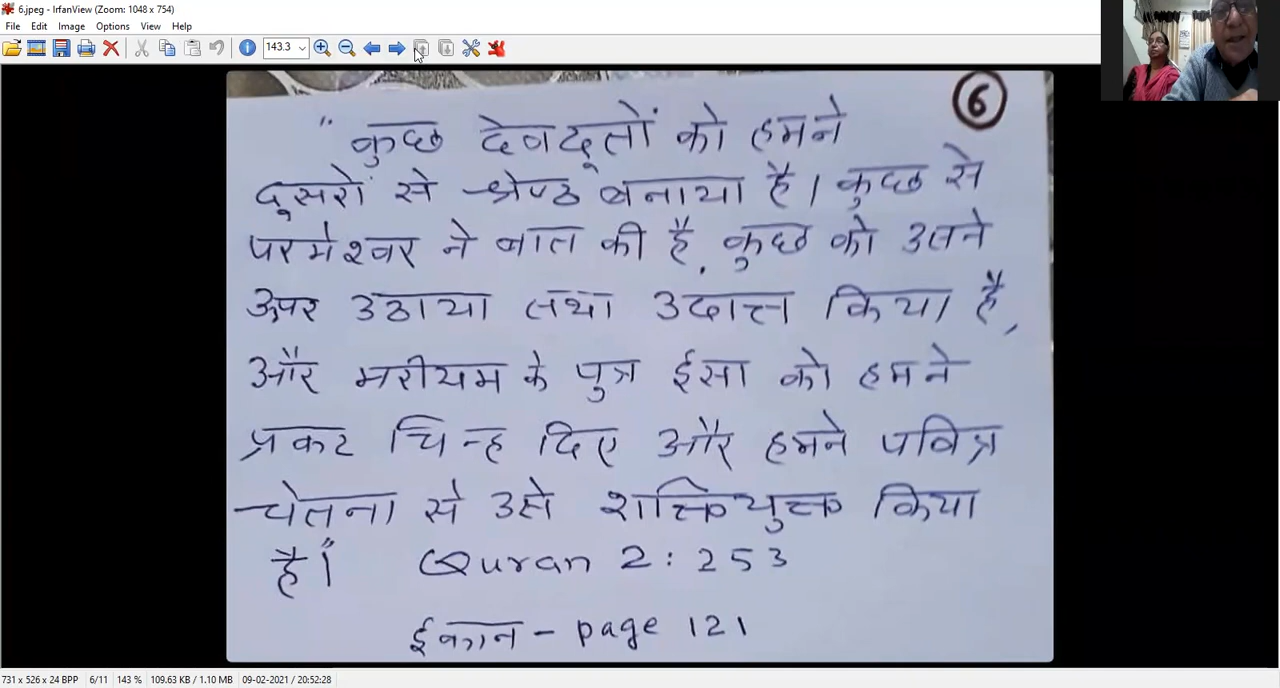 6.jpeg - IrfanView (Zoom: 1048 x 754)
File Edit Image Options View Help
143.3
6
"कुछ देवदूतों को हमने
दूसरों से श्रेष्ठ बनाया है। कुछ से
परमेश्वर ने बात की है, कुछ को उसने
ऊपर उठाया तथा उदात्त किया है,
और मरीयम के पुत्र ईसा को हमने
प्रकट चिन्ह दिए और हमने पवित्र
चेतना से उसे शक्तियुक्त किया
है।" Quran 2:253
ईकान - page 121
731 x 526 x 24 BPP 6/11 143 % 109.63 KB / 1.10 MB 09-02-2021 / 20:52:28